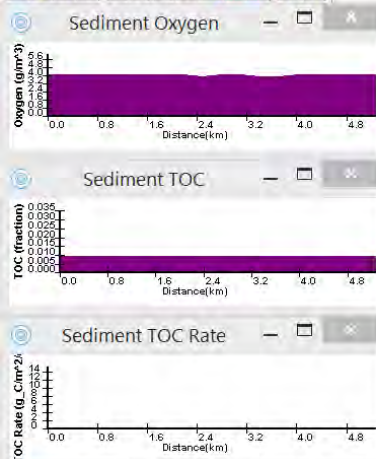 Sediment Oxygen
Oxygen (g/m^3)
5.6
4.8
4.0
3.2
2.4
1.6
0.8
0.0
0.0 0.8 1.6 2.4 3.2 4.0 4.8
Distance(km)
Sediment TOC
TOC (fraction)
0.035
0.030
0.025
0.020
0.015
0.010
0.005
0.000
0.0 0.8 1.6 2.4 3.2 4.0 4.8
Distance(km)
Sediment TOC Rate
TOC Rate (g_C/m^2/
14
12
10
8
6
4
2
0
0.0 0.8 1.6 2.4 3.2 4.0 4.8
Distance(km)